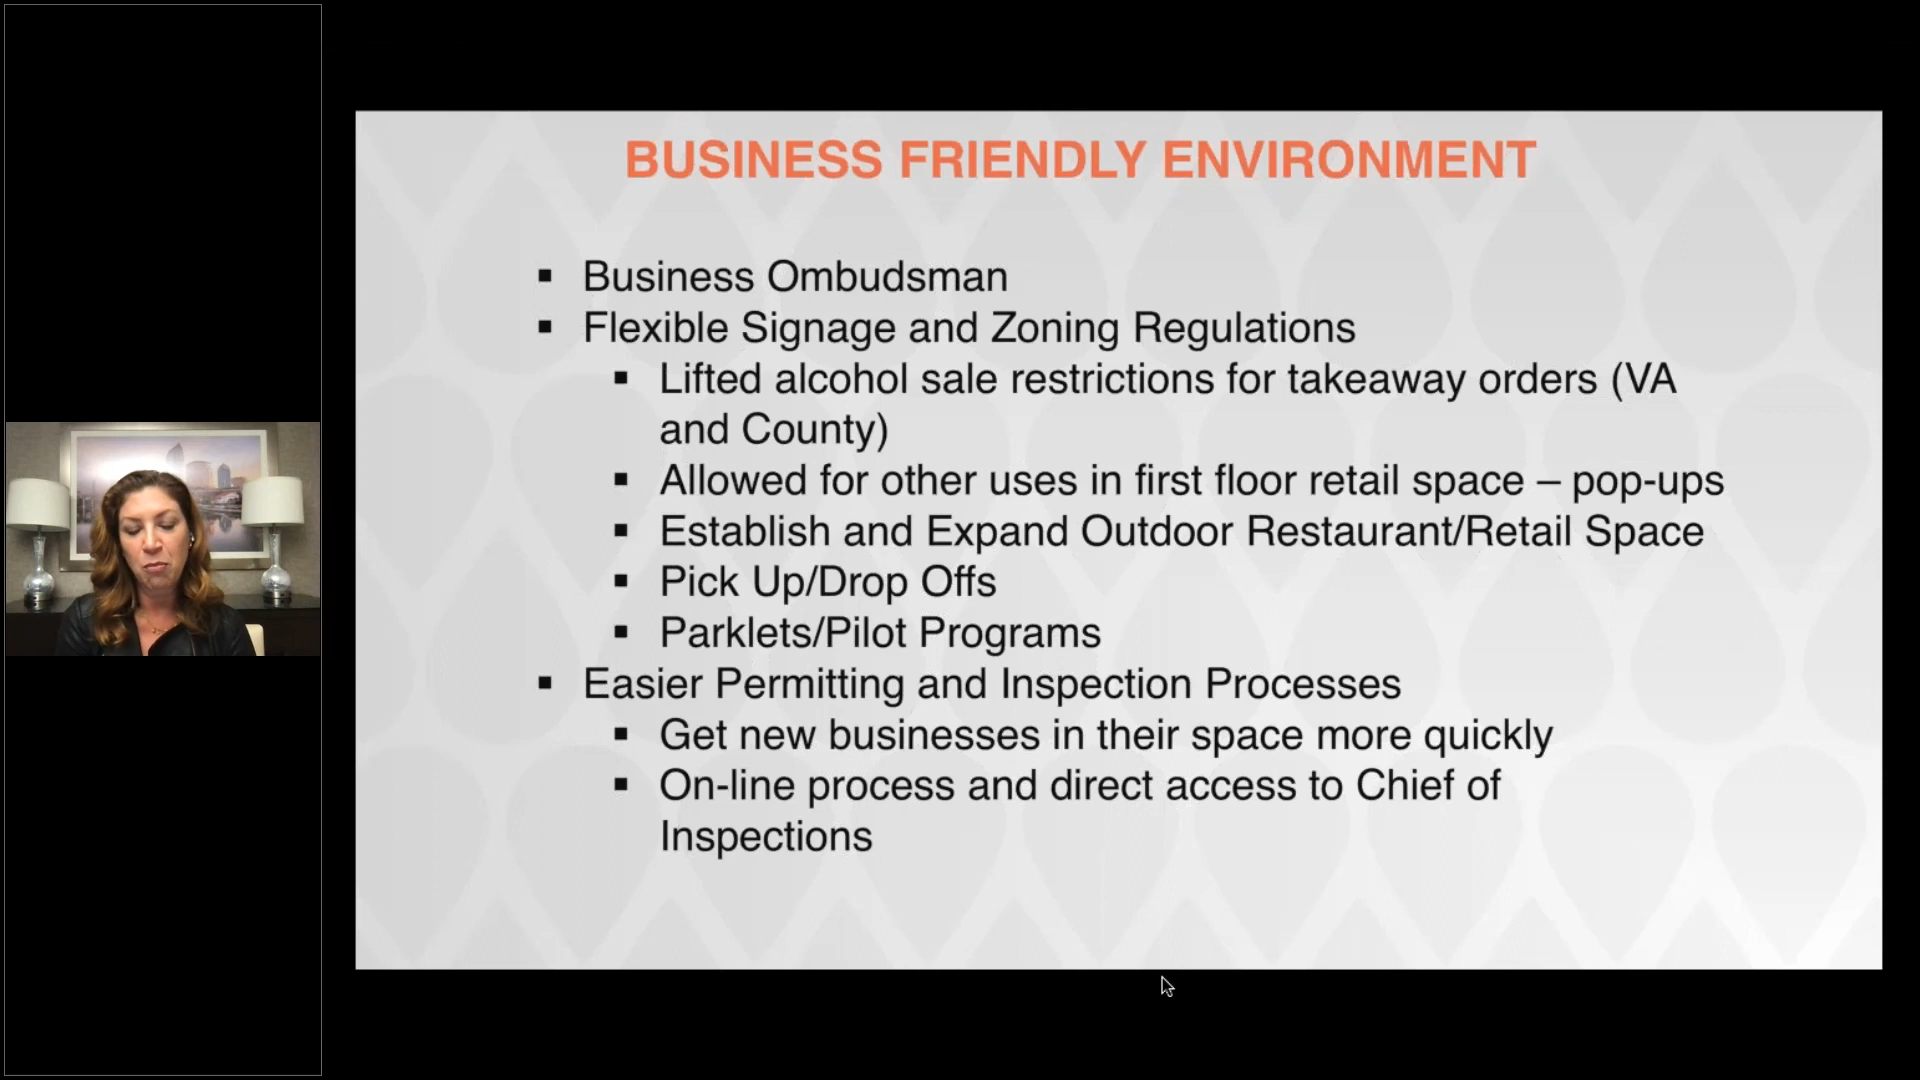 BUSINESS FRIENDLY ENVIRONMENT
▪ Business Ombudsman
▪ Flexible Signage and Zoning Regulations
▪ Lifted alcohol sale restrictions for takeaway orders (VA
and County)
▪ Allowed for other uses in first floor retail space – pop-ups
▪ Establish and Expand Outdoor Restaurant/Retail Space
▪ Pick Up/Drop Offs
▪ Parklets/Pilot Programs
▪ Easier Permitting and Inspection Processes
▪ Get new businesses in their space more quickly
▪ On-line process and direct access to Chief of
Inspections